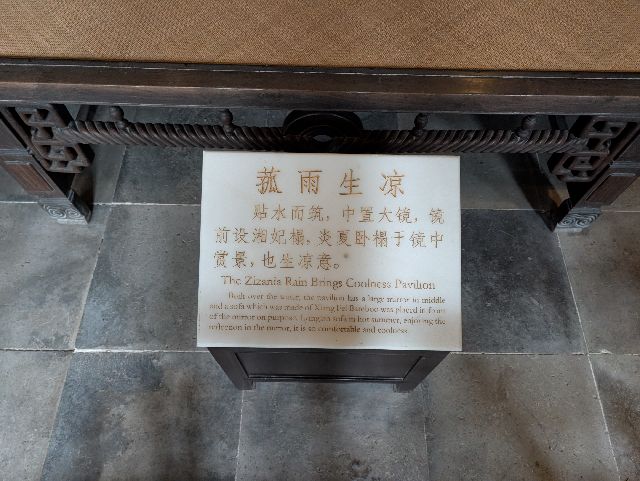 菰雨生凉
贴水而筑，中置大镜，镜
前设湘妃榻，炎夏卧榻于镜中
赏景，也生凉意。
The Zizania Rain Brings Coolness Pavilion
Built over the water, the pavilion has a large mirror in middle
and a sofa which was made of Xiang Fei Bamboo was placed in front
of the mirror on purpose. on sofa in hot summer, enjoying the
reflection in the mirror, it is so comfortable and coolness.